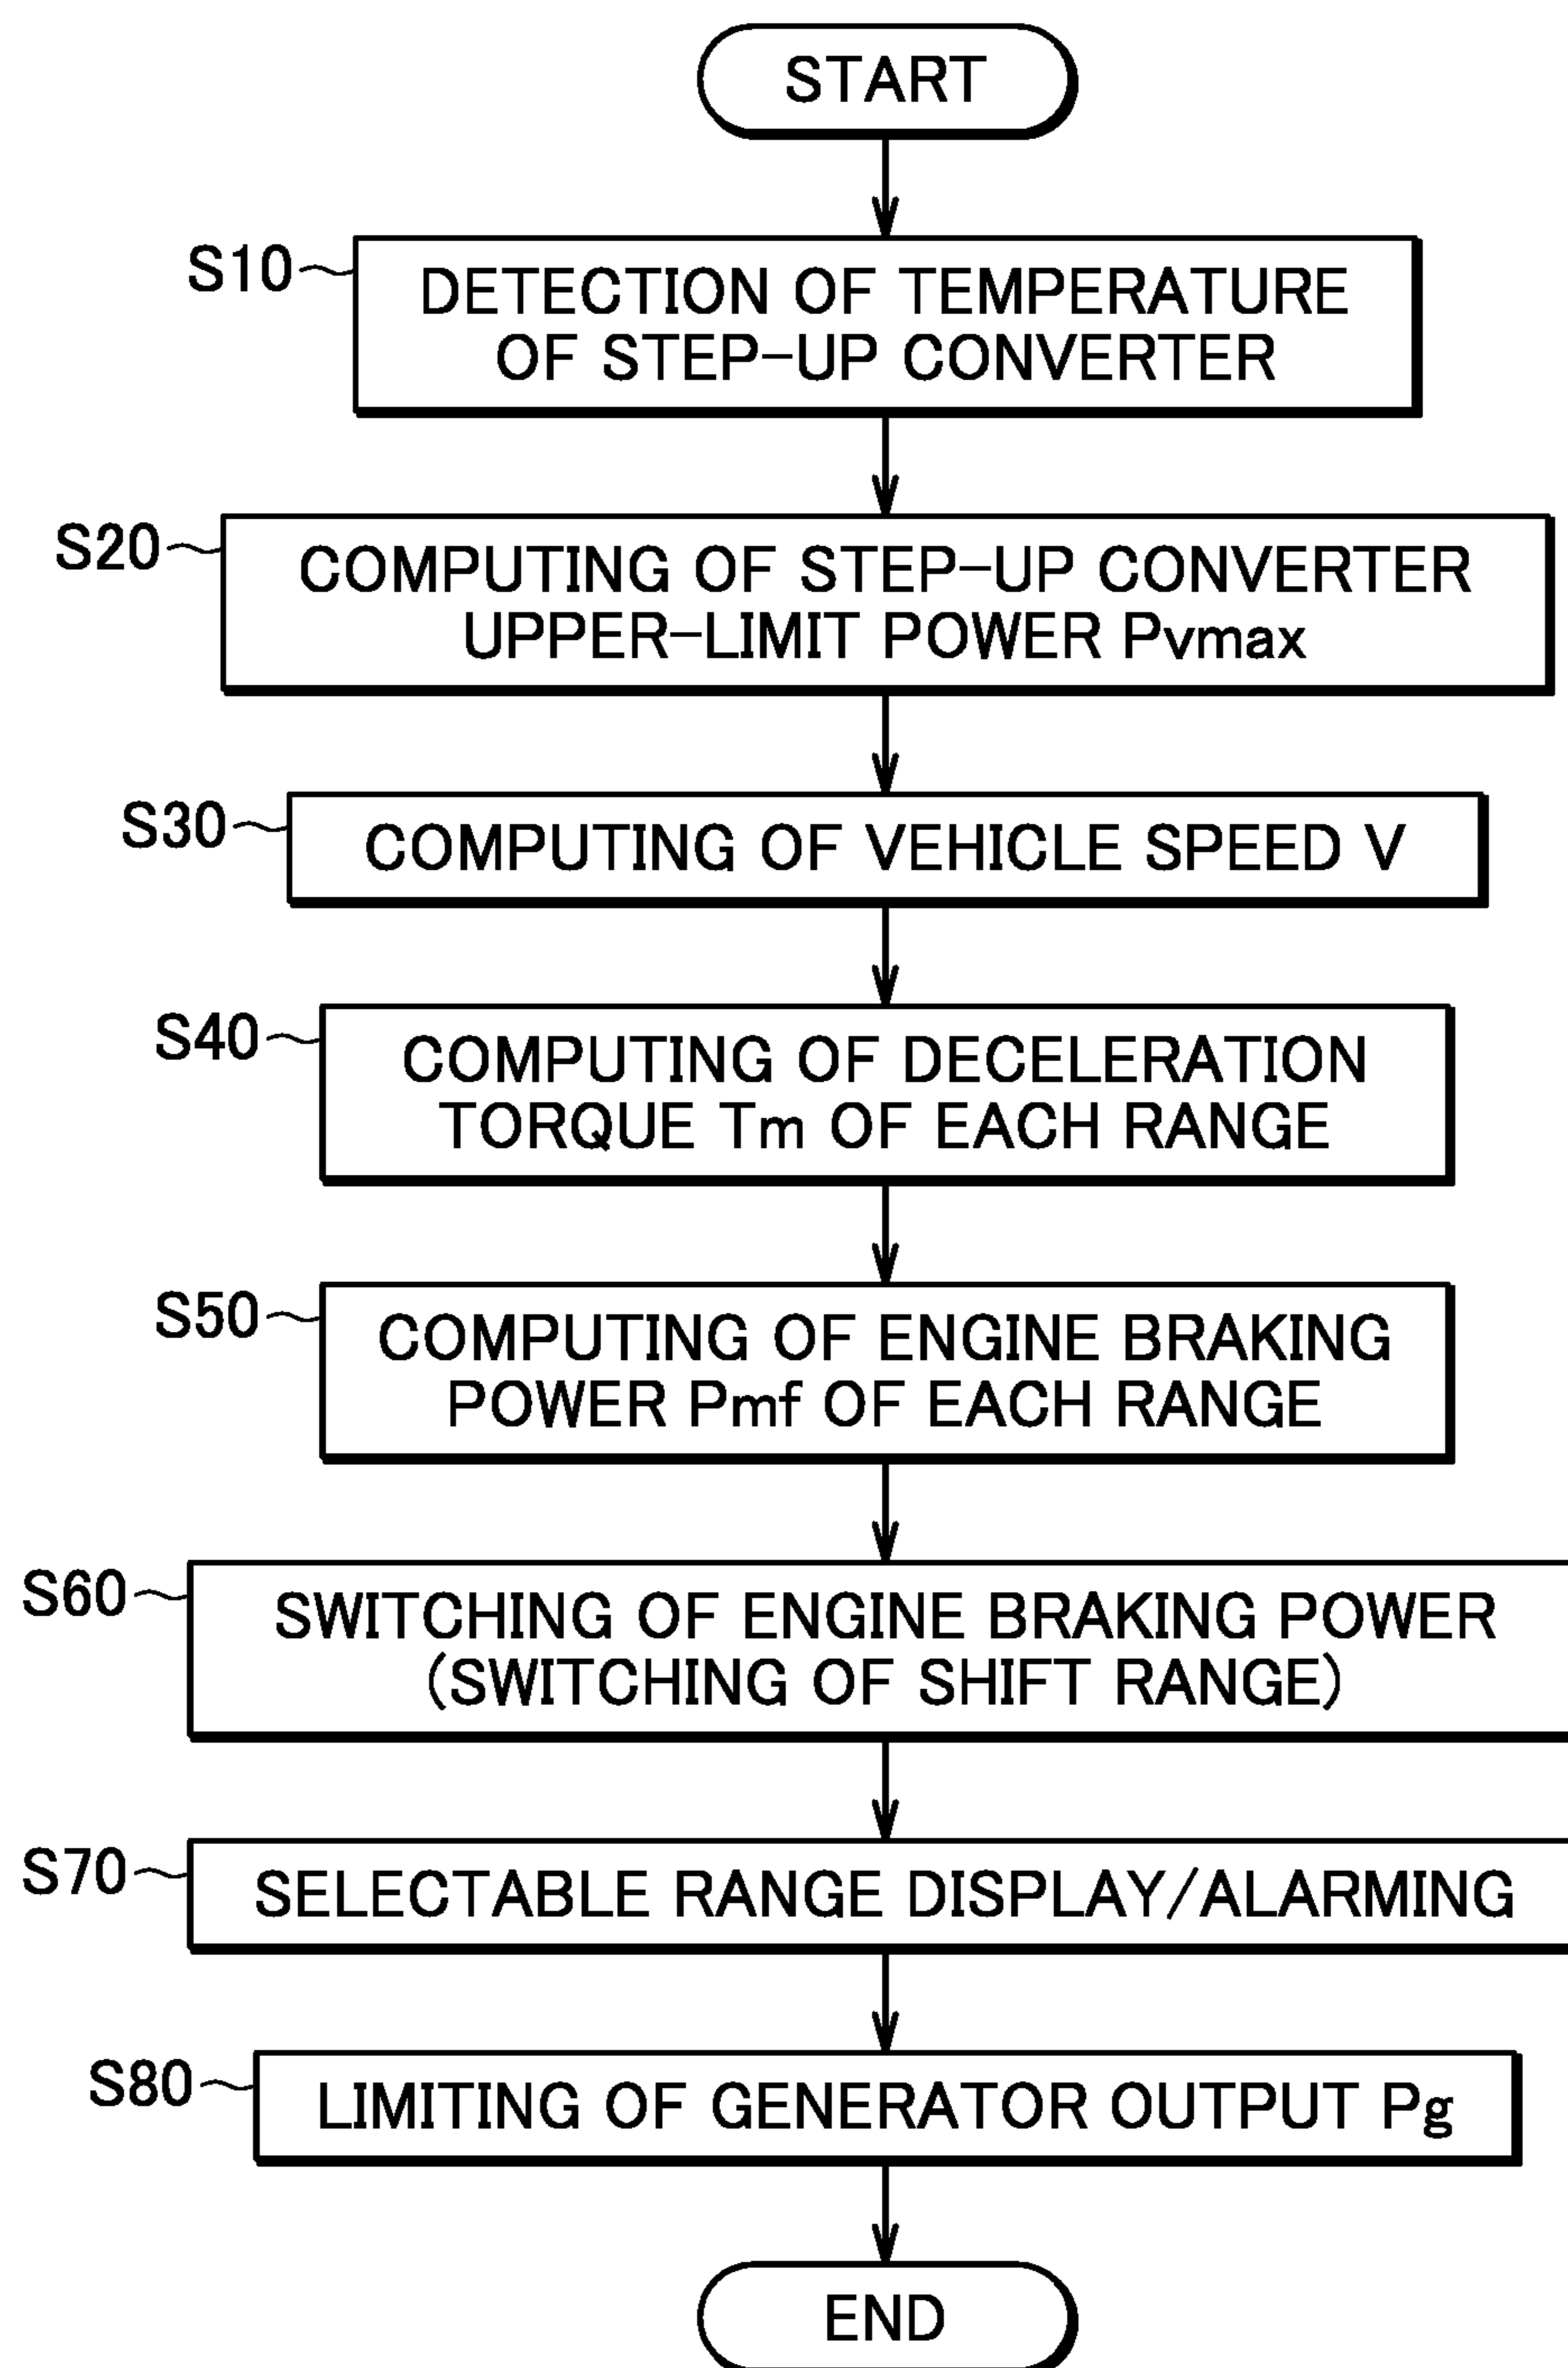 START
S10
DETECTION OF TEMPERATURE
OF STEP-UP CONVERTER
S20
COMPUTING OF STEP-UP CONVERTER
UPPER-LIMIT POWER Pvmax
S30
COMPUTING OF VEHICLE SPEED V
S40
COMPUTING OF DECELERATION
TORQUE Tm OF EACH RANGE
S50
COMPUTING OF ENGINE BRAKING
POWER Pmf OF EACH RANGE
S60
SWITCHING OF ENGINE BRAKING POWER
(SWITCHING OF SHIFT RANGE)
S70
SELECTABLE RANGE DISPLAY/ALARMING
S80
LIMITING OF GENERATOR OUTPUT Pg
END